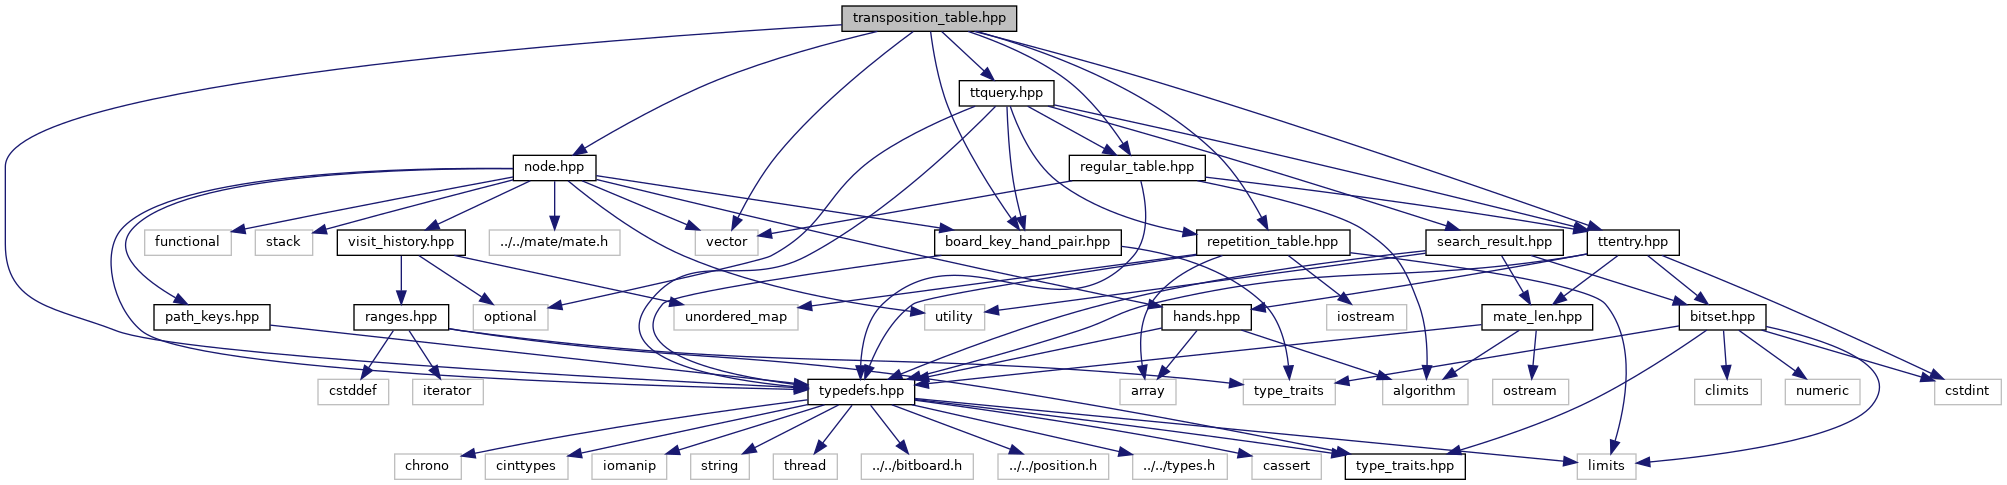 transposition_table.hpp
ttquery.hpp
node.hpp
regular_table.hpp
functional
stack
visit_history.hpp
../../mate/mate.h
vector
board_key_hand_pair.hpp
repetition_table.hpp
search_result.hpp
ttentry.hpp
path_keys.hpp
ranges.hpp
optional
unordered_map
utility
hands.hpp
iostream
mate_len.hpp
bitset.hpp
cstddef
iterator
typedefs.hpp
array
type_traits
algorithm
ostream
climits
numeric
cstdint
chrono
cinttypes
iomanip
string
thread
../../bitboard.h
../../position.h
../../types.h
cassert
type_traits.hpp
limits